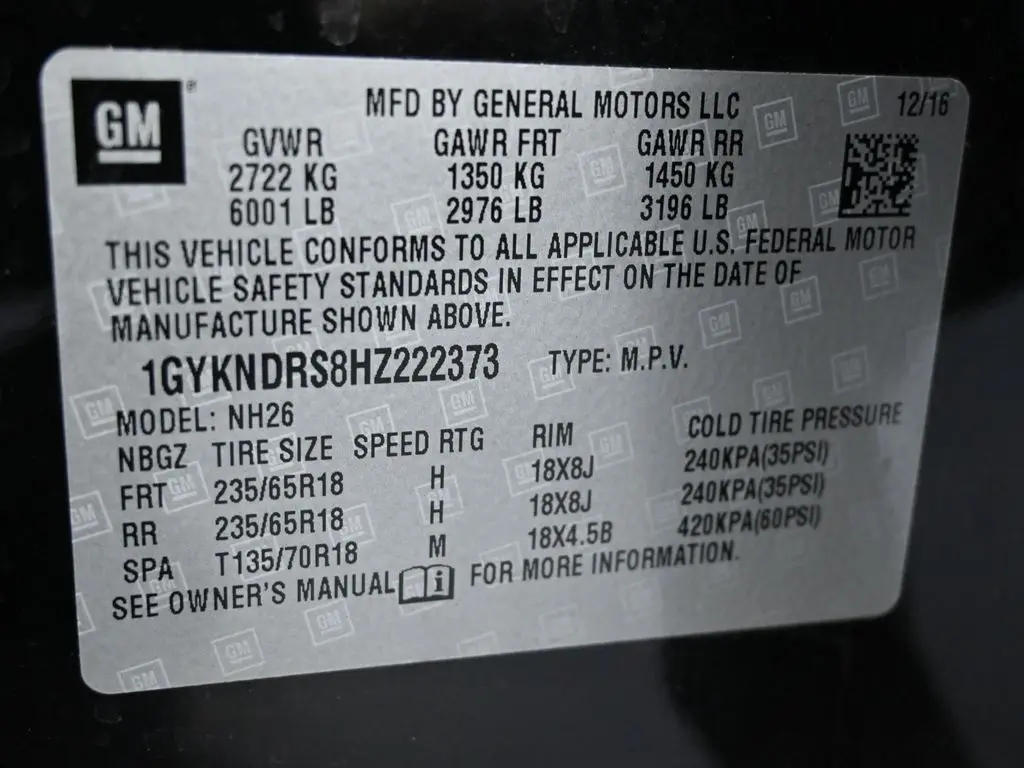 GM
MFD BY GENERAL MOTORS LLC 12/16
GVWR GAWR FRT GAWR RR
2722 KG 1350 KG 1450 KG
6001 LB 2976 LB 3196 LB
THIS VEHICLE CONFORMS TO ALL APPLICABLE U.S. FEDERAL MOTOR
VEHICLE SAFETY STANDARDS IN EFFECT ON THE DATE OF
MANUFACTURE SHOWN ABOVE.
1GYKNDRS8HZ222373 TYPE: M.P.V.
MODEL: NH26
NBGZ TIRE SIZE SPEED RTG RIM COLD TIRE PRESSURE
FRT 235/65R18 H 18X8J 240KPA(35PSI)
RR 235/65R18 H 18X8J 240KPA(35PSI)
SPA T135/70R18 M 18X4.5B 420KPA(60PSI)
SEE OWNER'S MANUAL i FOR MORE INFORMATION.